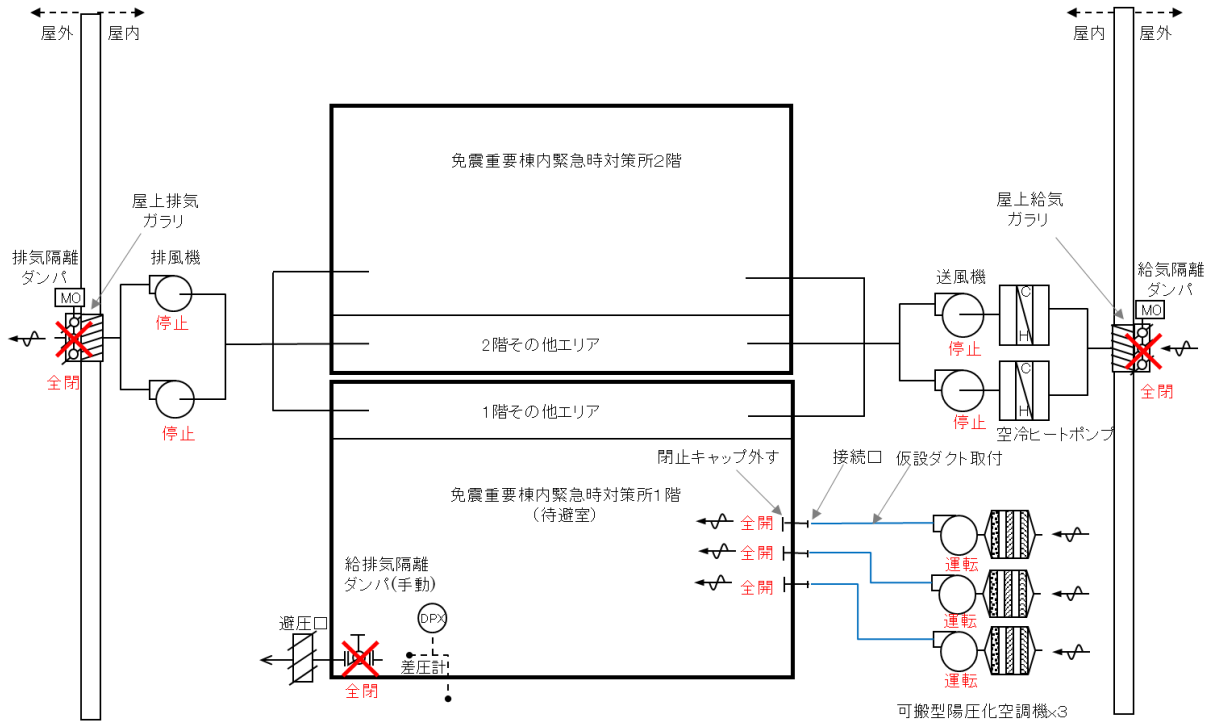 屋外
屋内
屋内
屋外
免震重要棟内緊急時対策所2階
屋上排気
ガラリ
屋上給気
ガラリ
排気隔離
ダンパ
排風機
送風機
給気隔離
ダンパ
MO
停止
C
H
MO
停止
2階その他エリア
全閉
停止
C
H
全閉
1階その他エリア
停止
空冷ヒートポンプ
閉止キャップ外す
接続口
仮設ダクト取付
免震重要棟内緊急時対策所1階
(待避室)
全開
全開
全開
運転
運転
運転
給排気隔離
ダンパ(手動)
避圧口
DPX
差圧計
全閉
可搬型陽圧化空調機×3